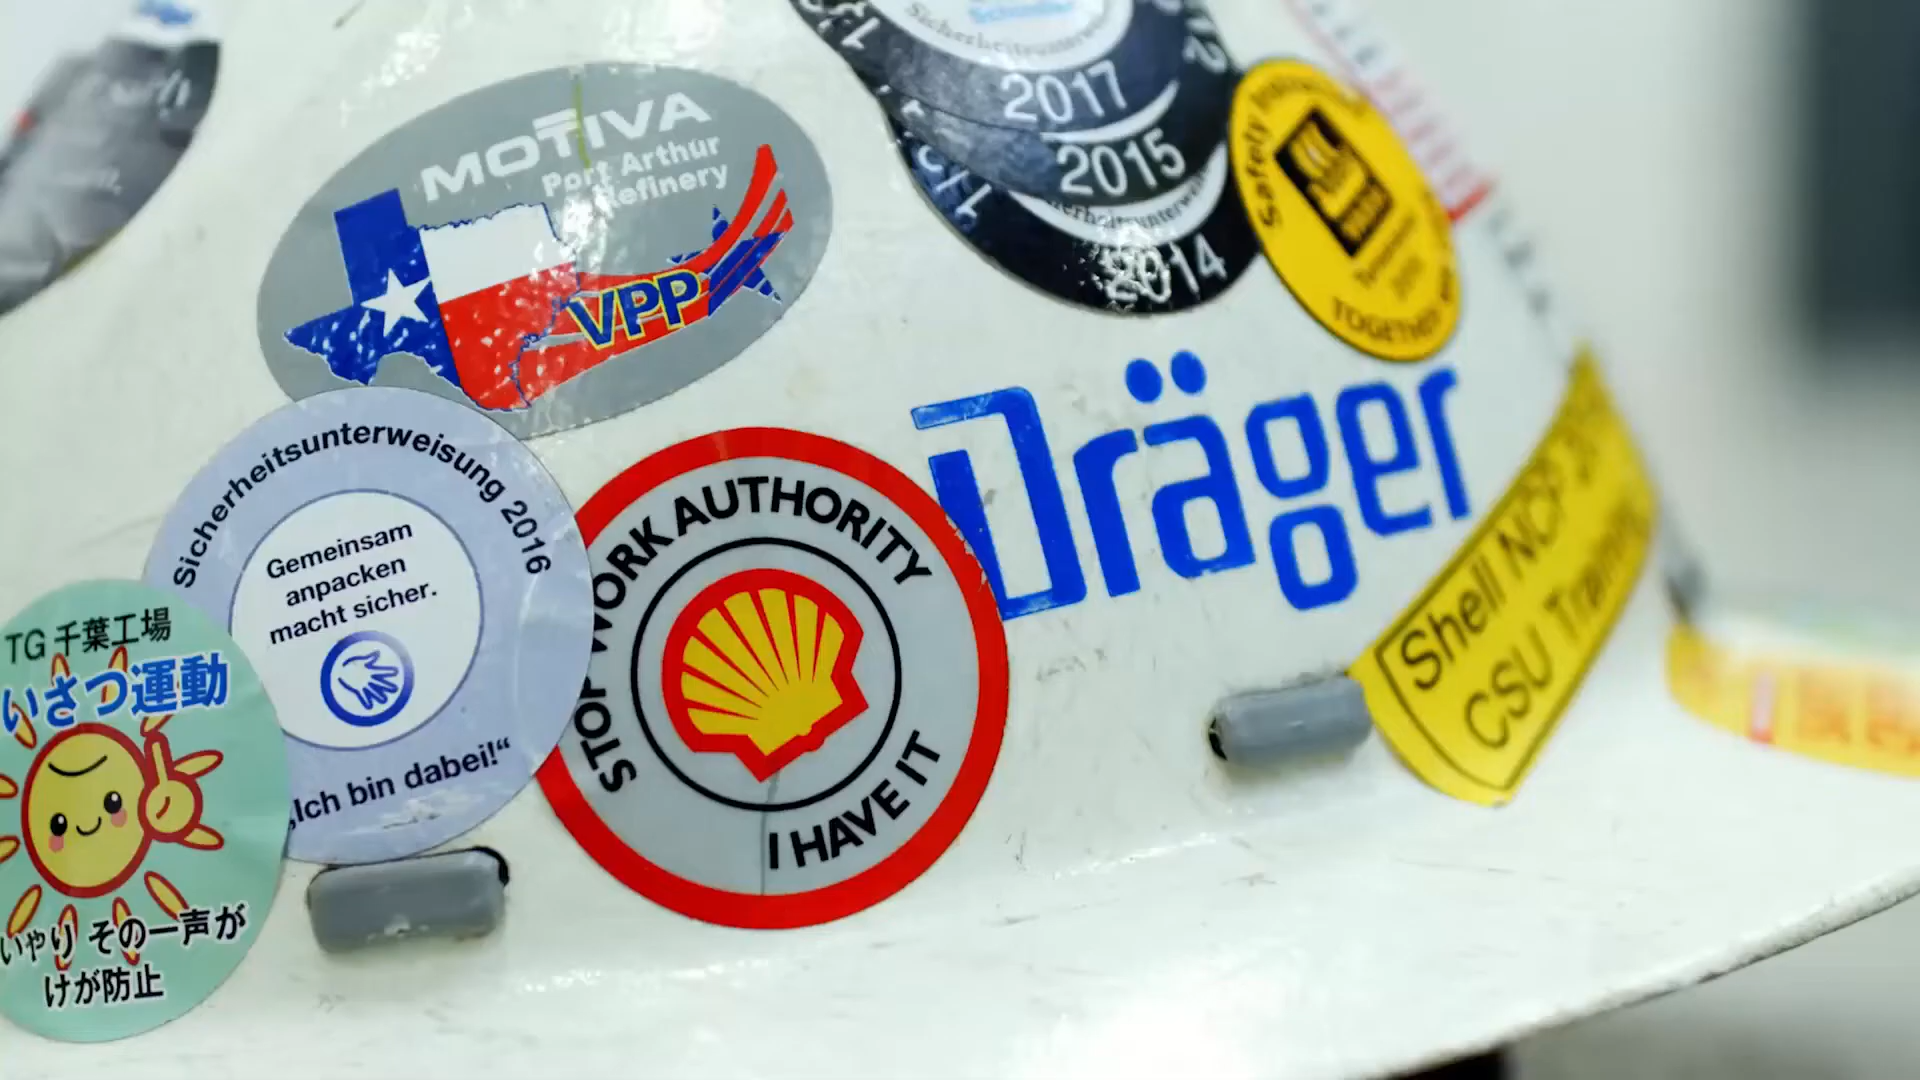 MOTIVA
Port Arthur
Refinery
VPP
2017
2015
2014
Safety
TOGETHER
Dräger
Sicherheitsunterweisung 2016
Gemeinsam
anpacken
macht sicher.
„Ich bin dabei!“
STOP WORK AUTHORITY
I HAVE IT
Shell
CSU Training
TG 千葉工場
いさつ運動
いやり その一声が
けが防止